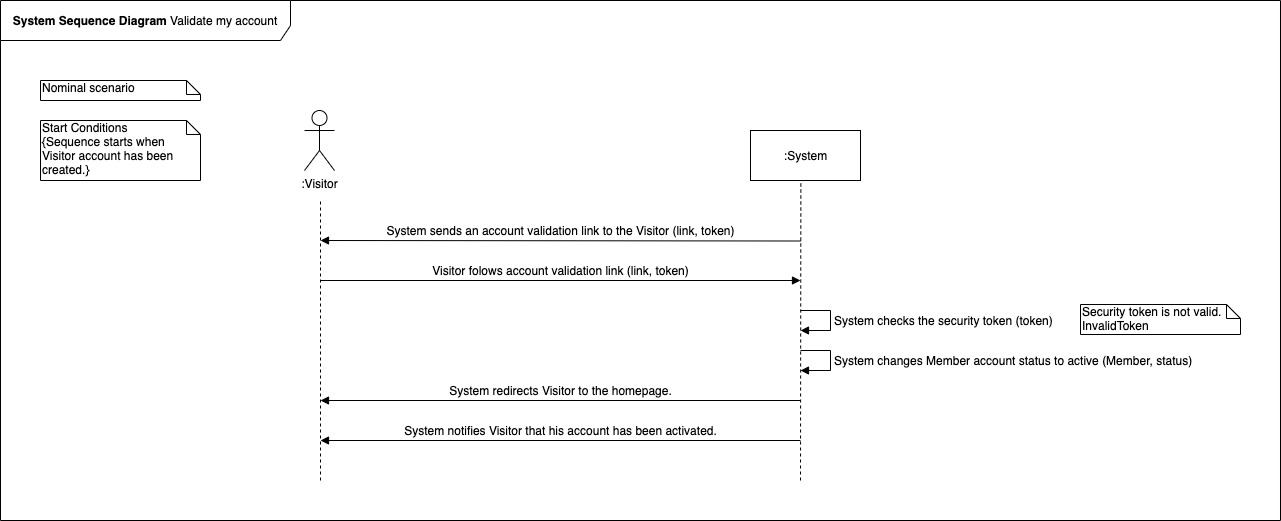 System Sequence Diagram Validate my account
Nominal scenario
Start Conditions
{Sequence starts when
Visitor account has been
created.}
:Visitor
:System
System sends an account validation link to the Visitor (link, token)
Visitor folows account validation link (link, token)
System checks the security token (token)
Security token is not valid.
InvalidToken
System changes Member account status to active (Member, status)
System redirects Visitor to the homepage.
System notifies Visitor that his account has been activated.